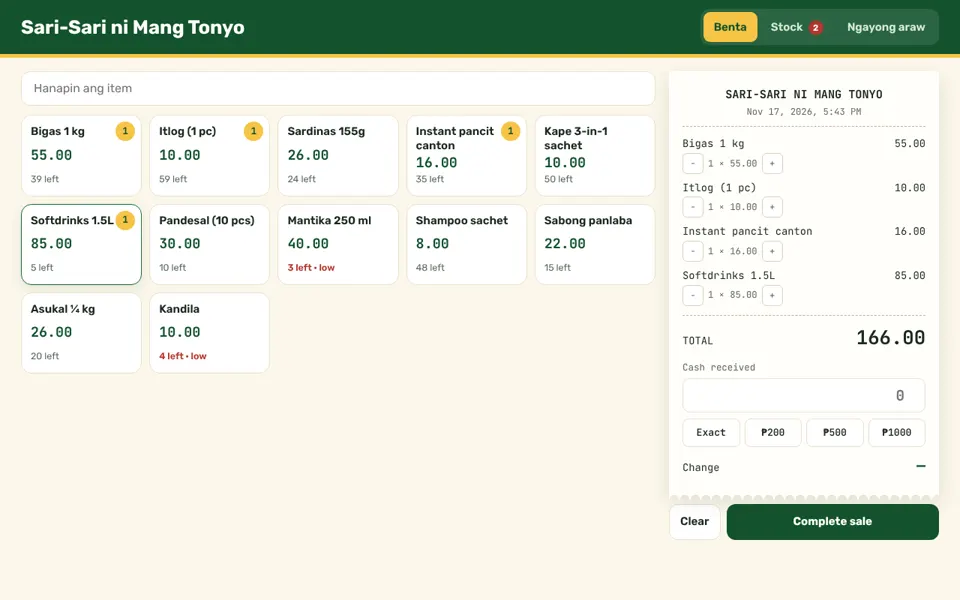 Sari-Sari ni Mang Tonyo
Benta
Stock 2
Ngayong araw
Hanapin ang item
Bigas 1 kg 1
55.00
39 left
Itlog (1 pc) 1
10.00
59 left
Sardinas 155g
26.00
24 left
Instant pancit 1
canton
16.00
35 left
Kape 3-in-1
sachet
10.00
50 left
Softdrinks 1.5L 1
85.00
5 left
Pandesal (10 pcs)
30.00
10 left
Mantika 250 ml
40.00
3 left · low
Shampoo sachet
8.00
48 left
Sabong panlaba
22.00
15 left
Asukal ¼ kg
26.00
20 left
Kandila
10.00
4 left · low
SARI-SARI NI MANG TONYO
Nov 17, 2026, 5:43 PM
Bigas 1 kg 55.00
- 1 × 55.00 +
Itlog (1 pc) 10.00
- 1 × 10.00 +
Instant pancit canton 16.00
- 1 × 16.00 +
Softdrinks 1.5L 85.00
- 1 × 85.00 +
TOTAL 166.00
Cash received
0
Exact ₱200 ₱500 ₱1000
Change —
Clear Complete sale